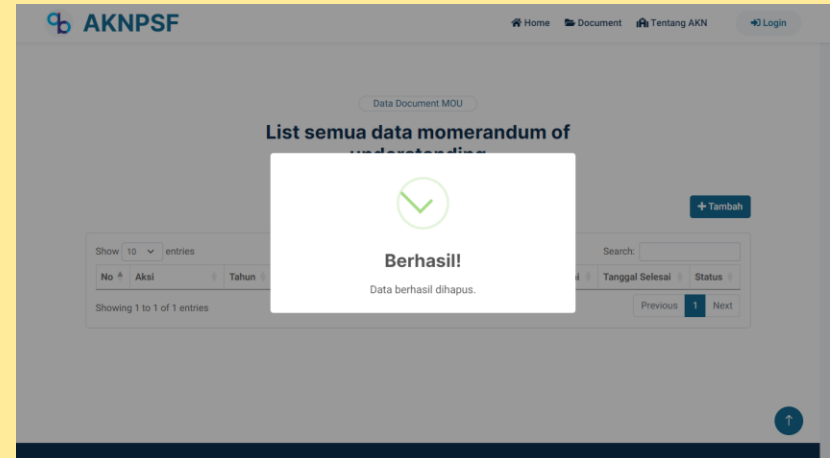 AKNPSF
Home Document Tentang AKN Login
Data Document MOU
List semua data momerandum of
understanding
+ Tambah
Show 10 entries
Search:
Berhasil!
No Aksi Tahun Tanggal Selesai Status
Data berhasil dihapus.
Showing 1 to 1 of 1 entries
Previous 1 Next